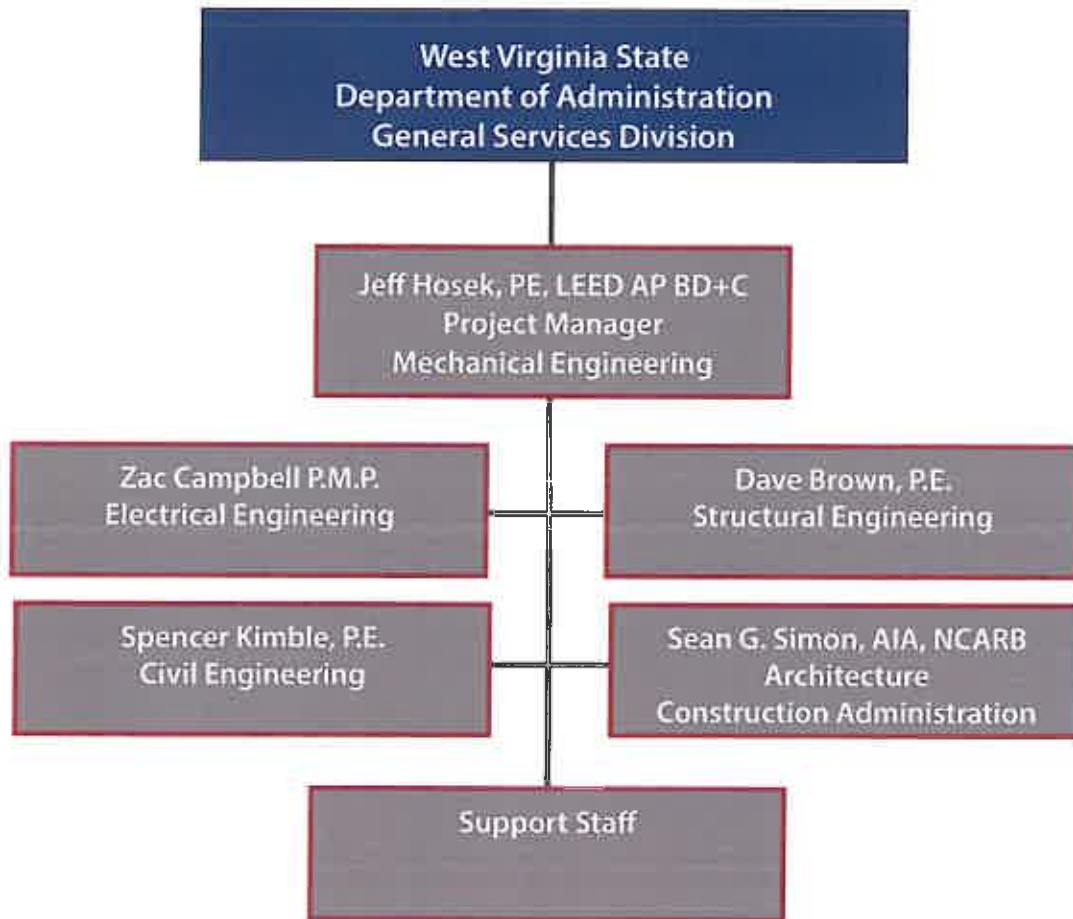 West Virginia State
Department of Administration
General Services Division
Jeff Hosek, PE, LEED AP BD+C
Project Manager
Mechanical Engineering
Zac Campbell P.M.P.
Electrical Engineering
Dave Brown, P.E.
Structural Engineering
Spencer Kimble, P.E.
Civil Engineering
Sean G. Simon, AIA, NCARB
Architecture
Construction Administration
Support Staff